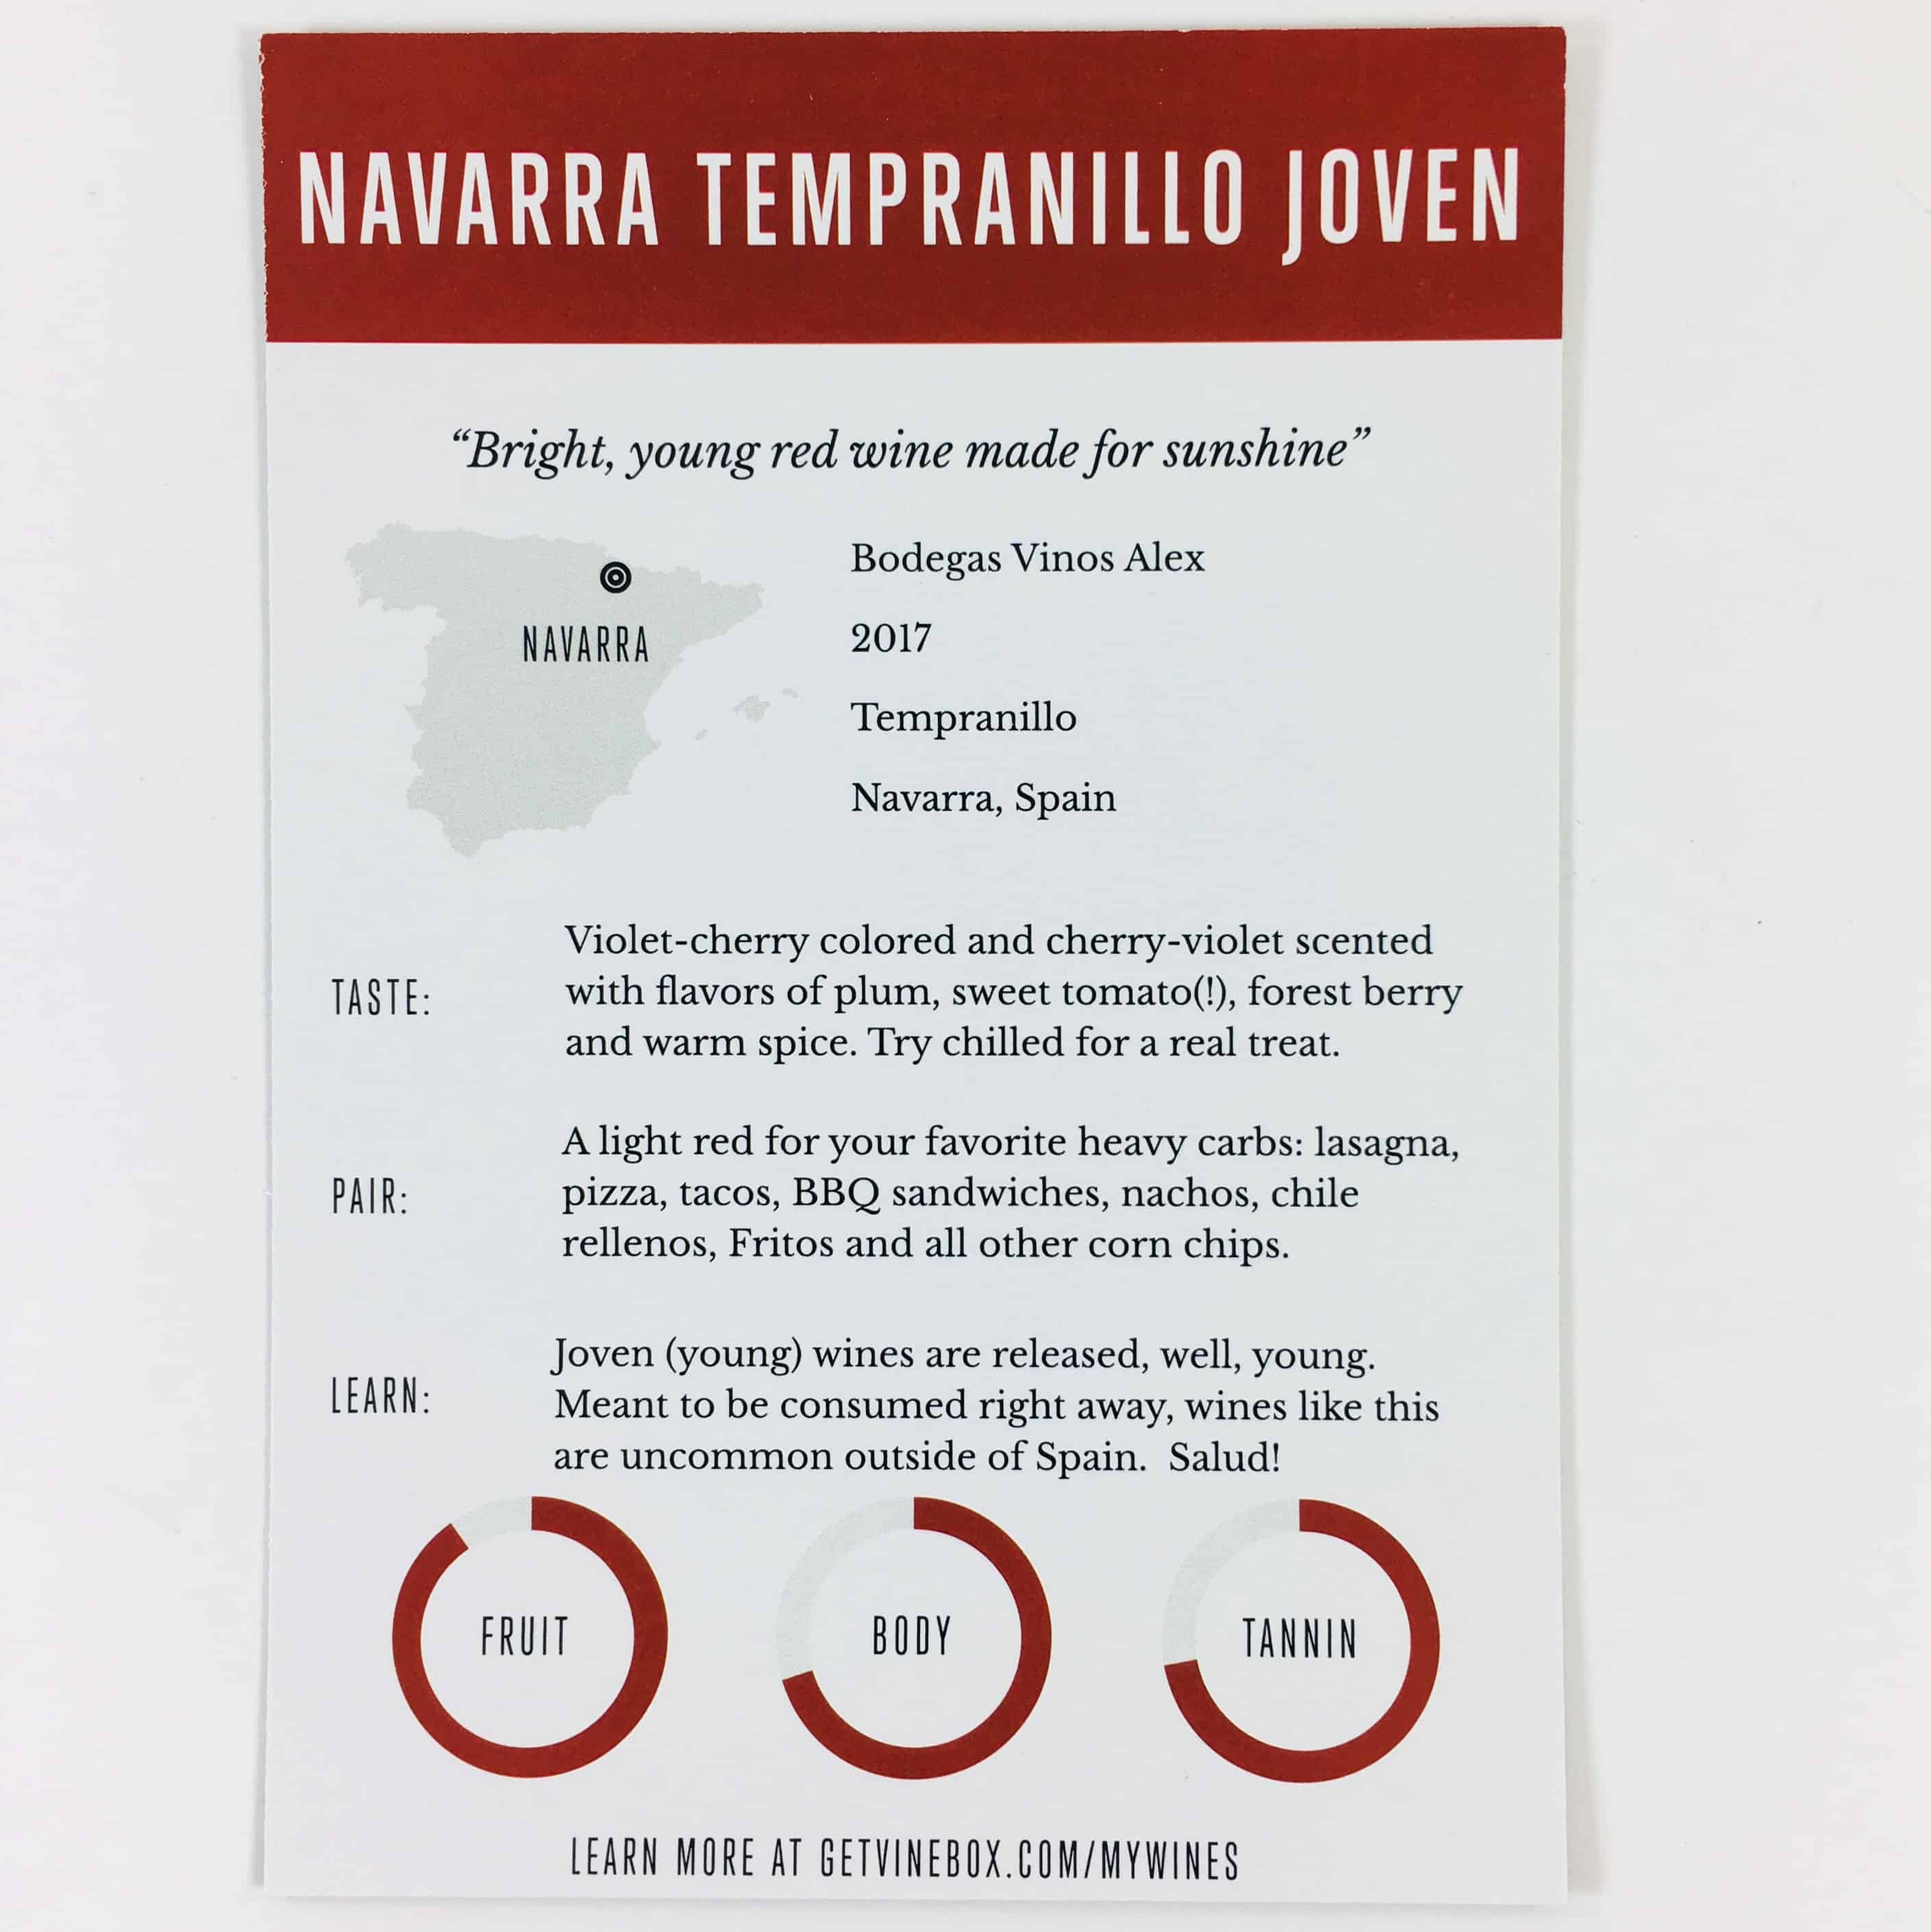 NAVARRA TEMPRANILLO JOVEN
“Bright, young red wine made for sunshine”
NAVARRA
Bodegas Vinos Alex
2017
Tempranillo
Navarra, Spain
TASTE:
Violet-cherry colored and cherry-violet scented
with flavors of plum, sweet tomato(!), forest berry
and warm spice. Try chilled for a real treat.
PAIR:
A light red for your favorite heavy carbs: lasagna,
pizza, tacos, BBQ sandwiches, nachos, chile
rellenos, Fritos and all other corn chips.
LEARN:
Joven (young) wines are released, well, young.
Meant to be consumed right away, wines like this
are uncommon outside of Spain.  Salud!
FRUIT
BODY
TANNIN
LEARN MORE AT GETVINEBOX.COM/MYWINES